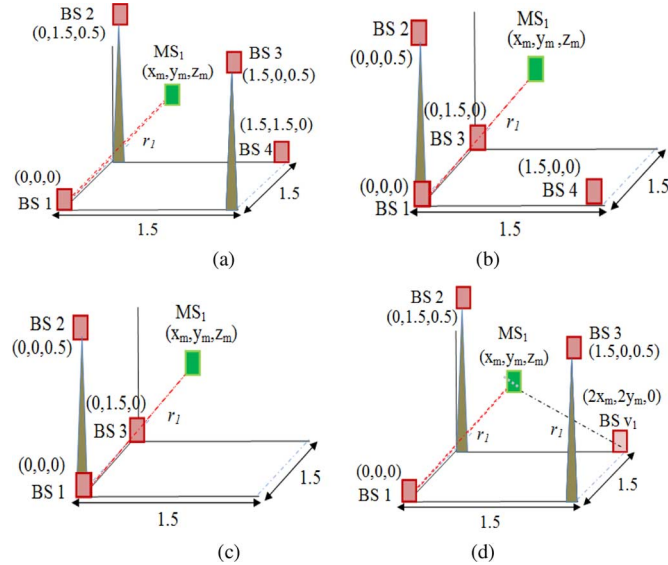 BS 2
(0,1.5,0.5)
MS1
(xm,ym,zm)
BS 3
(1.5,0,0.5)
(1.5,1.5,0)
r1
BS 4
(0,0,0)
BS 1
1.5
1.5
(a)
BS 2
(0,0,0.5)
MS1
(xm,ym,zm)
(0,1.5,0)
BS 3
r1
(0,0,0)
BS 1
(1.5,0,0)
BS 4
1.5
1.5
(b)
BS 2
(0,0,0.5)
MS1
(xm,ym,zm)
(0,1.5,0)
BS 3
r1
(0,0,0)
BS 1
1.5
1.5
(c)
BS 2
(0,1.5,0.5)
MS1
(xm,ym,zm)
BS 3
(1.5,0,0.5)
(2xm,2ym,0)
r1
BS v1
(0,0,0)
BS 1
1.5
1.5
(d)